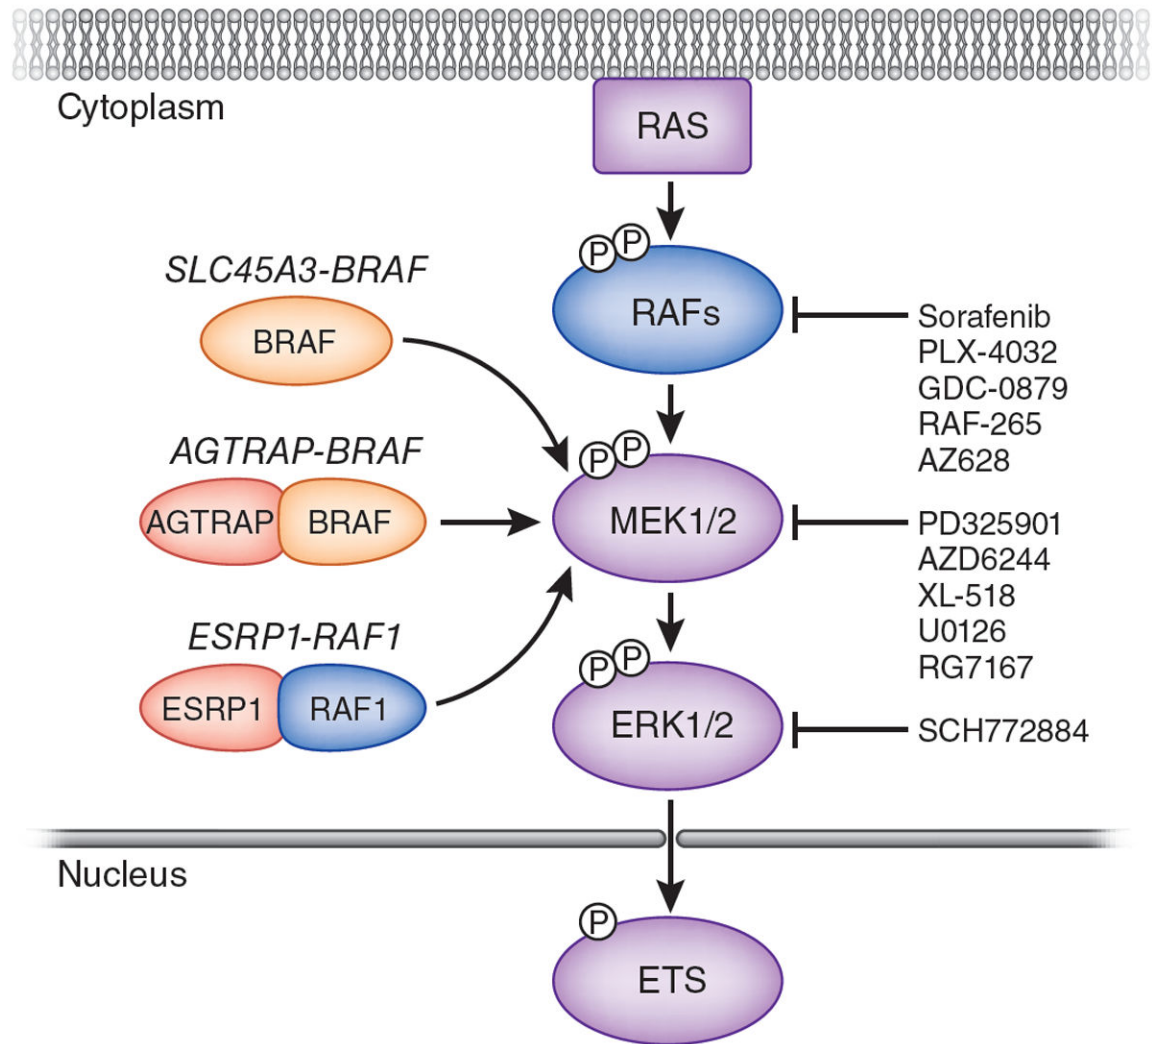 Cytoplasm
RAS
P P
RAFs
SLC45A3-BRAF
BRAF
Sorafenib
PLX-4032
GDC-0879
RAF-265
AZ628
AGTRAP-BRAF
AGTRAP BRAF
P P
MEK1/2
PD325901
AZD6244
XL-518
U0126
RG7167
ESRP1-RAF1
ESRP1 RAF1
P P
ERK1/2
SCH772884
Nucleus
P
ETS